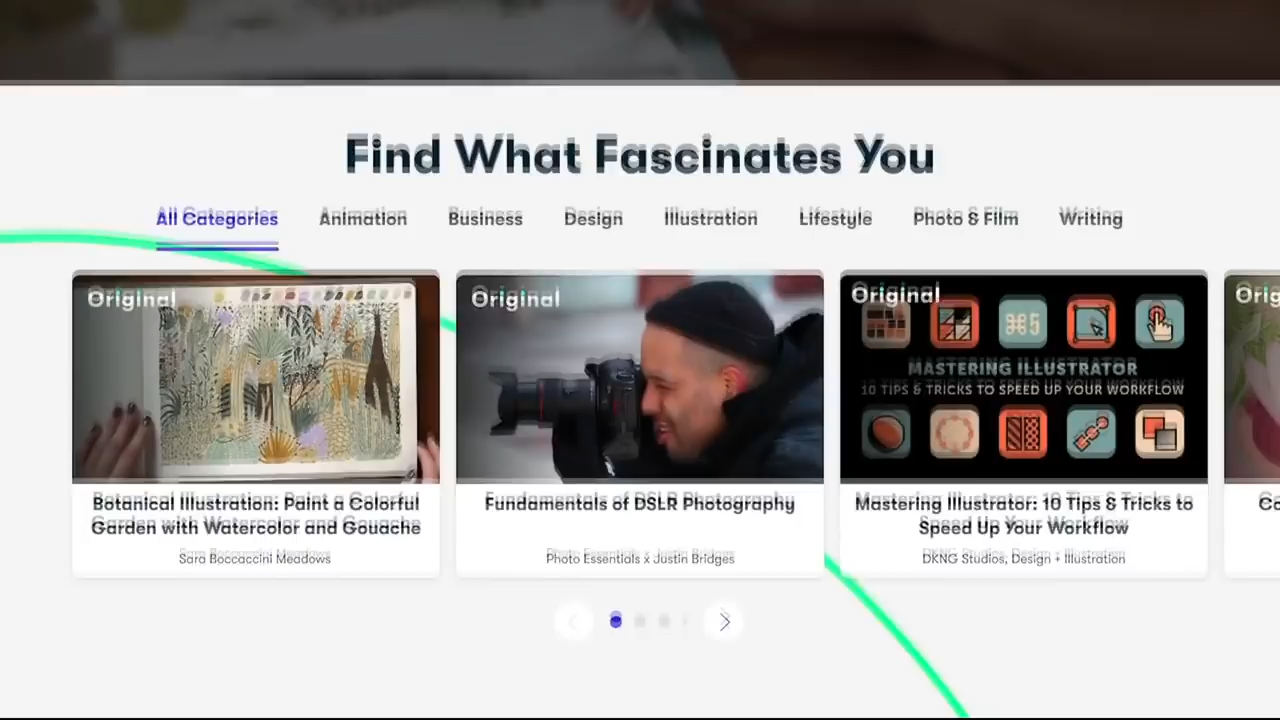 Find What Fascinates You
All Categories Animation Business Design Illustration Lifestyle Photo & Film Writing
Original Original Original
⌘5
MASTERING ILLUSTRATOR
10 TIPS & TRICKS TO SPEED UP YOUR WORKFLOW
Botanical Illustration: Paint a Colorful
Garden with Watercolor and Gouache
Sara Boccaccini Meadows
Fundamentals of DSLR Photography
Photo Essentials x Justin Bridges
Mastering Illustrator: 10 Tips & Tricks to
Speed Up Your Workflow
DKNG Studios, Design + Illustration